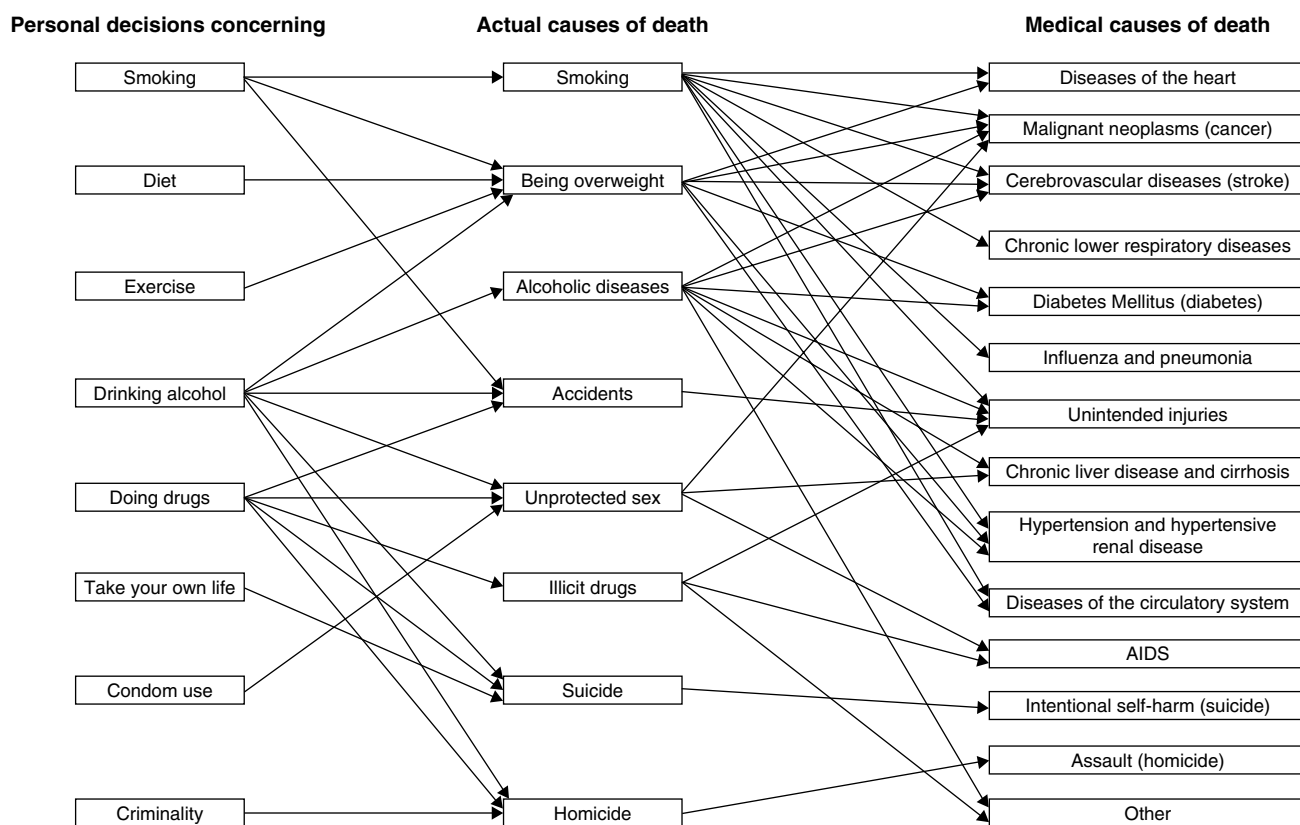 Personal decisions concerning
Actual causes of death
Medical causes of death
Smoking
Diet
Exercise
Drinking alcohol
Doing drugs
Take your own life
Condom use
Criminality
Smoking
Being overweight
Alcoholic diseases
Accidents
Unprotected sex
Illicit drugs
Suicide
Homicide
Diseases of the heart
Malignant neoplasms (cancer)
Cerebrovascular diseases (stroke)
Chronic lower respiratory diseases
Diabetes Mellitus (diabetes)
Influenza and pneumonia
Unintended injuries
Chronic liver disease and cirrhosis
Hypertension and hypertensive
renal disease
Diseases of the circulatory system
AIDS
Intentional self-harm (suicide)
Assault (homicide)
Other